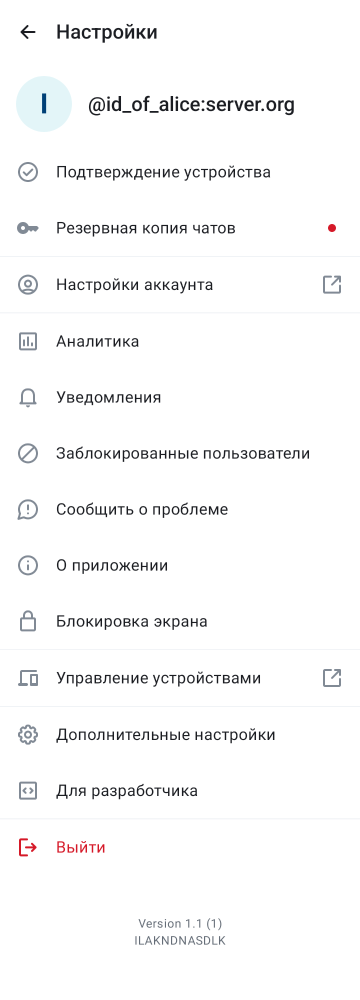 Настройки
I
@id_of_alice:server.org
Подтверждение устройства
Резервная копия чатов
Настройки аккаунта
Аналитика
Уведомления
Заблокированные пользователи
Сообщить о проблеме
О приложении
Блокировка экрана
Управление устройствами
Дополнительные настройки
Для разработчика
Выйти
Version 1.1 (1)
ILAKNDNASDLK